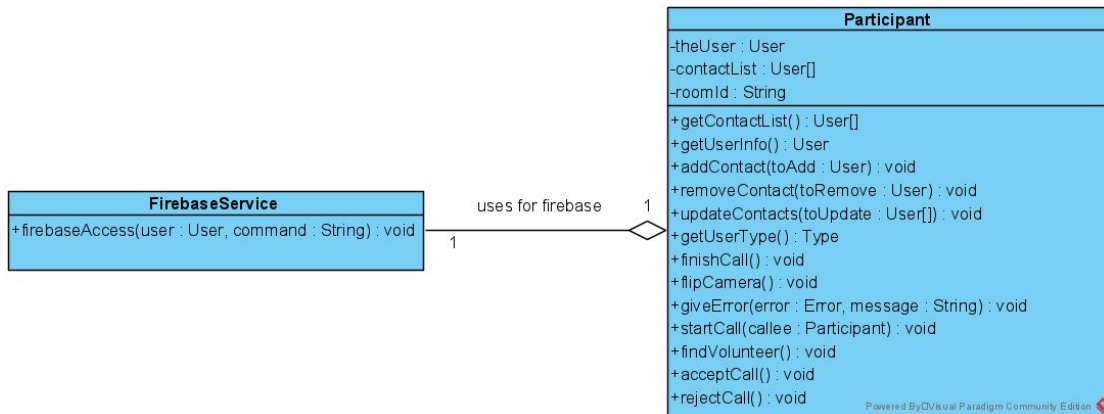 Participant
-theUser : User
-contactList : User[]
-roomId : String
+getContactList() : User[]
+getUserInfo() : User
+addContact(toAdd : User) : void
+removeContact(toRemove : User) : void
+updateContacts(toUpdate : User[]) : void
+getUserType() : Type
+finishCall() : void
+flipCamera() : void
+giveError(error : Error, message : String) : void
+startCall(callee : Participant) : void
+findVolunteer() : void
+acceptCall() : void
+rejectCall() : void
FirebaseService
+firebaseAccess(user : User, command : String) : void
uses for firebase
1
1
Powered By□Visual Paradigm Community Edition